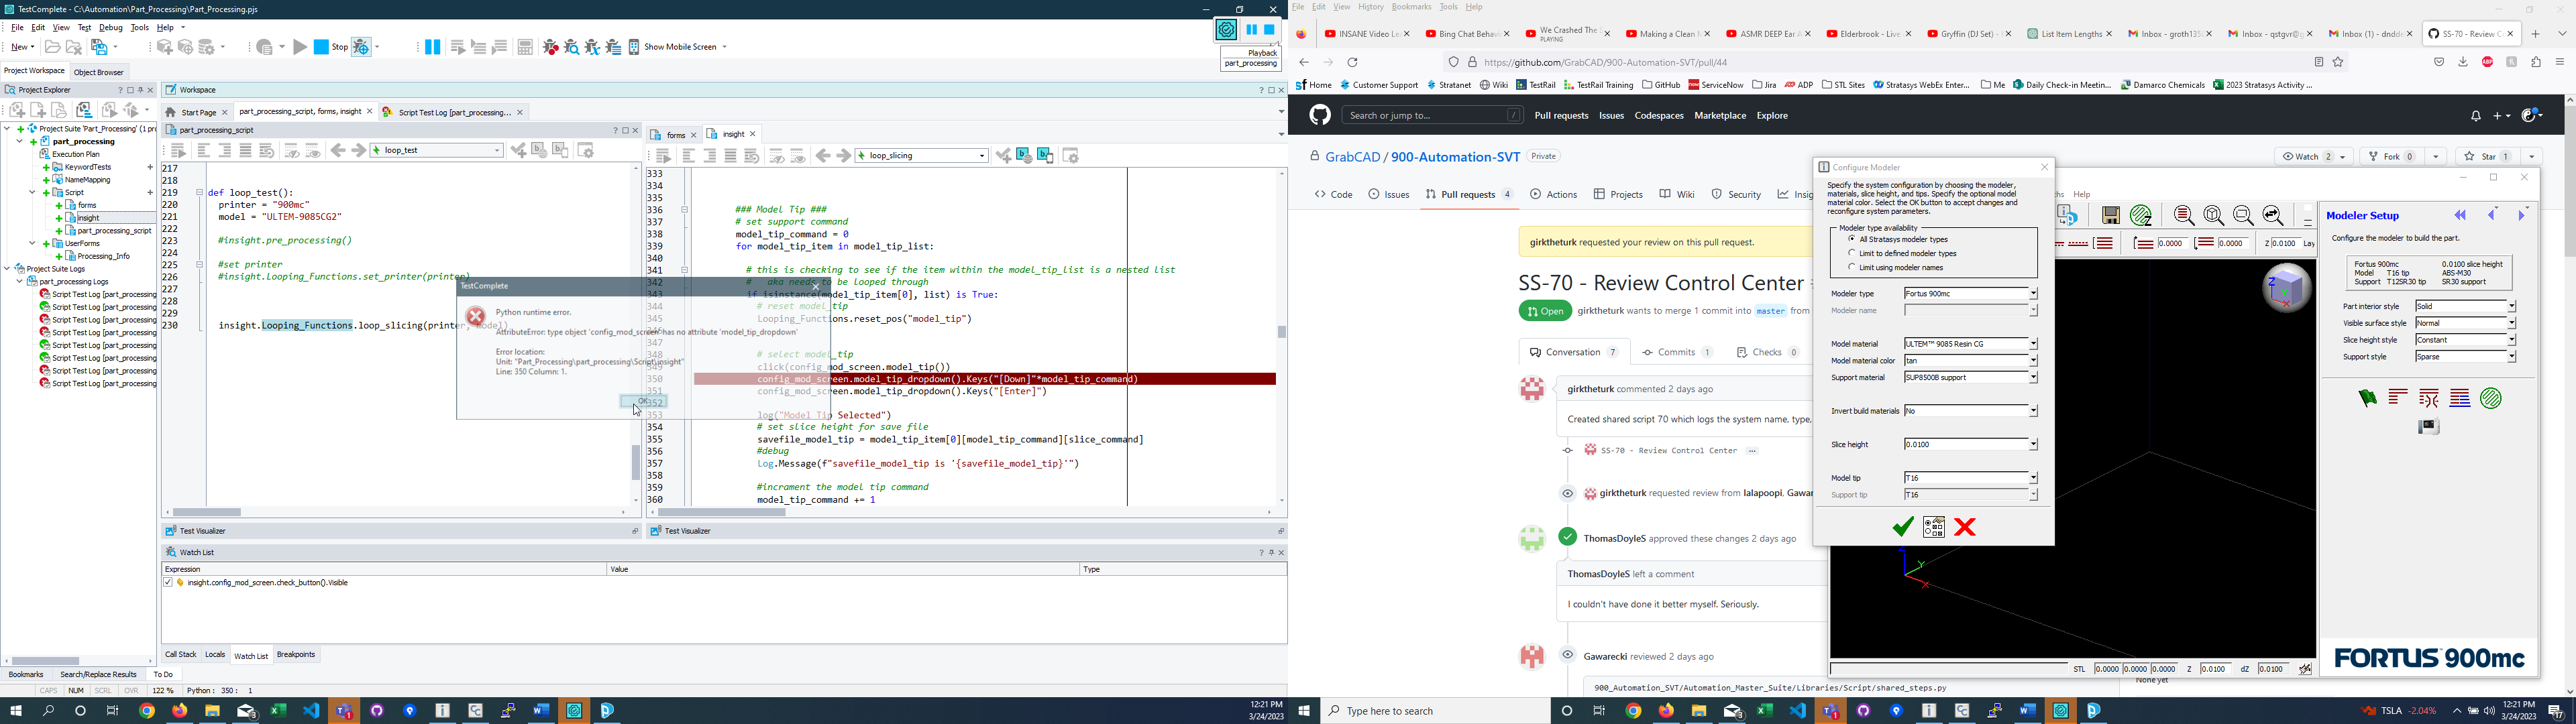 TestComplete - C:\Automation\Part_Processing\Part_Processing.pjs
File Edit View Test Debug Tools Help
New Stop Show Mobile Screen
Playback
part_processing
Project Workspace Object Browser
Project Explorer
Project Suite 'Part_Processing' (1 pro
part_processing
Execution Plan
KeywordTests
NameMapping
Script
forms
insight
part_processing_script
UserForms
Processing_Info
Project Suite Logs
part_processing Logs
Script Test Log [part_processing
Script Test Log [part_processing
Script Test Log [part_processing
Script Test Log [part_processing
Script Test Log [part_processing
Script Test Log [part_processing
Script Test Log [part_processing
Script Test Log [part_processing
Workspace
Start Page part_processing_script, forms, insight Script Test Log [part_processing...
part_processing_script
loop_test
217
218
219 def loop_test():
220 printer = "900mc"
221 model = "ULTEM-9085CG2"
222
223 #insight.pre_processing()
224
225 #set printer
226 #insight.Looping_Functions.set_printer(printer)
227
228
229
230 insight.Looping_Functions.loop_slicing(printer, model)
forms insight
loop_slicing
333
334
335
336 ### Model Tip ###
337 # set support command
338 model_tip_command = 0
339 for model_tip_item in model_tip_list:
340
341 # this is checking to see if the item within the model_tip_list is a nested list
342 # aka needs to be looped through
343 if isinstance(model_tip_item[0], list) is True:
344 # reset model_tip
345 Looping_Functions.reset_pos("model_tip")
346
347
348 # select model_tip
349 click(config_mod_screen.model_tip())
350 config_mod_screen.model_tip_dropdown().Keys("[Down]"*model_tip_command)
351 config_mod_screen.model_tip_dropdown().Keys("[Enter]")
352
353 log("Model Tip Selected")
354 # set slice height for save file
355 savefile_model_tip = model_tip_item[0][model_tip_command][slice_command]
356 #debug
357 Log.Message(f"savefile_model_tip is '{savefile_model_tip}'")
358
359 #incrament the model tip command
360 model_tip_command += 1
TestComplete
Python runtime error.
AttributeError: type object 'config_mod_screen' has no attribute 'model_tip_dropdown'
Error location:
Unit: "Part_Processing\part_processing\Script\insight"
Line: 350 Column: 1.
OK
Test Visualizer
Test Visualizer
Watch List
Expression Value Type
insight.config_mod_screen.check_button().Visible
Call Stack Locals Watch List Breakpoints
Bookmarks Search/Replace Results To Do
CAPS NUM SCRL OVR 122 % Python : 350 : 1
12:21 PM
3/24/2023
File Edit View History Bookmarks Tools Help
INSANE Video Le
Bing Chat Behavi
We Crashed The
PLAYING
Making a Clean M
ASMR DEEP Ear A
Elderbrook - Live
Gryffin (DJ Set) -
List Item Lengths
Inbox - groth135
Inbox - qstgvr@g
Inbox (1) - dndde
SS-70 - Review Co
https://github.com/GrabCAD/900-Automation-SVT/pull/44
Home Customer Support Stratanet Wiki TestRail TestRail Training GitHub ServiceNow Jira ADP STL Sites Stratasys WebEx Enter... Me Daily Check-in Meetin... Damarco Chemicals 2023 Stratasys Activity ...
Search or jump to... / Pull requests Issues Codespaces Marketplace Explore
GrabCAD / 900-Automation-SVT Private
Watch 2 Fork 0 Star 1
Code Issues Pull requests 4 Actions Projects Wiki Security Insig
girktheturk requested your review on this pull request.
SS-70 - Review Control Center
Open girktheturk wants to merge 1 commit into master from
Conversation 7 Commits 1 Checks 0
girktheturk commented 2 days ago
Created shared script 70 which logs the system name, type,
SS-70 - Review Control Center ...
girktheturk requested review from lalapoopi, Gawar
ThomasDoyleS approved these changes 2 days ago
ThomasDoyleS left a comment
I couldn't have done it better myself. Seriously.
Gawarecki reviewed 2 days ago
900_Automation_SVT/Automation_Master_Suite/Libraries/Script/shared_steps.py
None yet
Configure Modeler
Specify the system configuration by choosing the modeler,
materials, slice height, and tips. Specify the optional model
material color. Select the OK button to accept changes and
reconfigure system parameters.
Modeler type availability
All Stratasys modeler types
Limit to defined modeler types
Limit using modeler names
Modeler type Fortus 900mc
Modeler name
Model material ULTEM™ 9085 Resin CG
Model material color tan
Support material SUP8500B support
Invert build materials No
Slice height 0.0100
Model tip T16
Support tip T16
hics Help
0.0000 0.0000 Z 0.0100 Lay
Modeler Setup
Configure the modeler to build the part.
Fortus 900mc 0.0100 slice height
Model T16 tip ABS-M30
Support T12SR30 tip SR30 support
Part interior style Solid
Visible surface style Normal
Slice height style Constant
Support style Sparse
FORTUS 900mc
STL 0.0000 0.0000 0.0000 Z 0.0100 dZ 0.0100
Type here to search
TSLA -2.04%
12:21 PM
3/24/2023